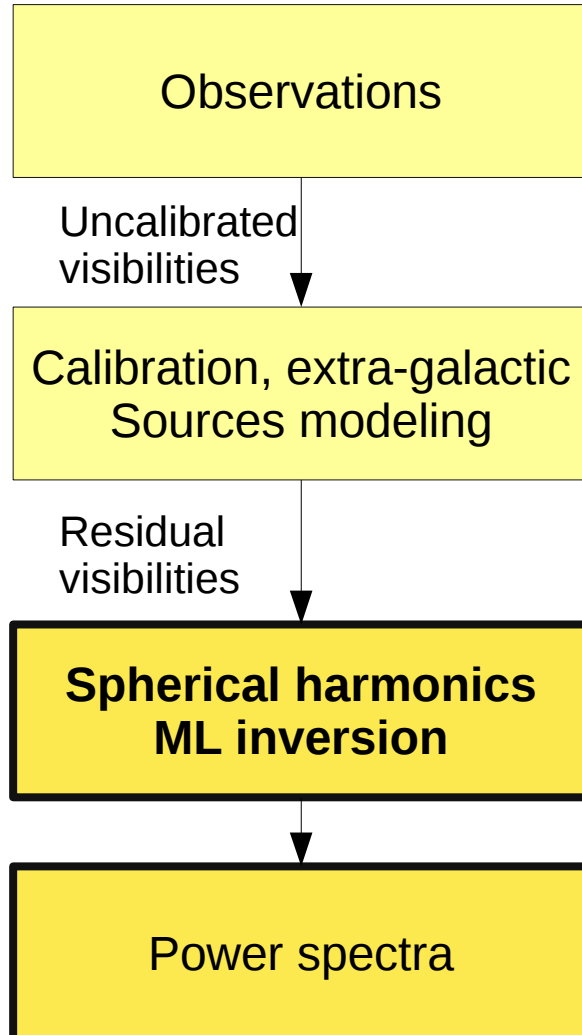 Observations
Uncalibrated
visibilities
Calibration, extra-galactic
Sources modeling
Residual
visibilities
Spherical harmonics
ML inversion
Power spectra